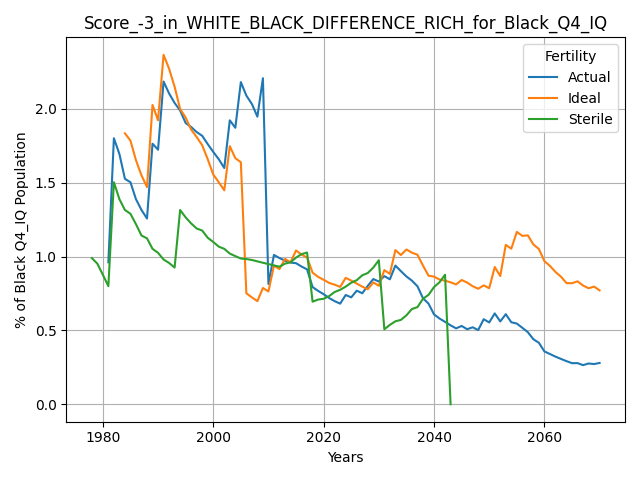 Score_-3_in_WHITE_BLACK_DIFFERENCE_RICH_for_Black_Q4_IQ
Fertility
Actual
Ideal
Sterile
% of Black Q4_IQ Population
2.0
1.5
1.0
0.5
0.0
1980 2000 2020 2040 2060
Years